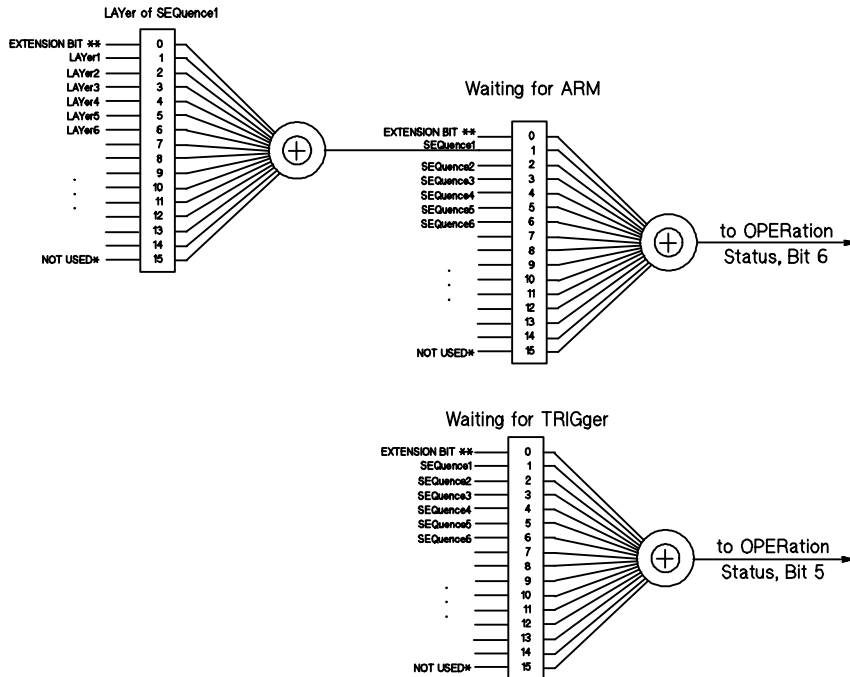 LAYer of SEQuence1
EXTENSION BIT ** 0
LAYer1 1
LAYer2 2
LAYer3 3
LAYer4 4
LAYer5 5
LAYer6 6
7
8
9
10
11
12
13
14
NOT USED* 15
Waiting for ARM
EXTENSION BIT ** 0
SEQuence1 1
SEQuence2 2
SEQuence3 3
SEQuence4 4
SEQuence5 5
SEQuence6 6
7
8
9
10
11
12
13
14
NOT USED* 15
to OPERation
Status, Bit 6
Waiting for TRIGger
EXTENSION BIT ** 0
SEQuence1 1
SEQuence2 2
SEQuence3 3
SEQuence4 4
SEQuence5 5
SEQuence6 6
7
8
9
10
11
12
13
14
NOT USED* 15
to OPERation
Status, Bit 5